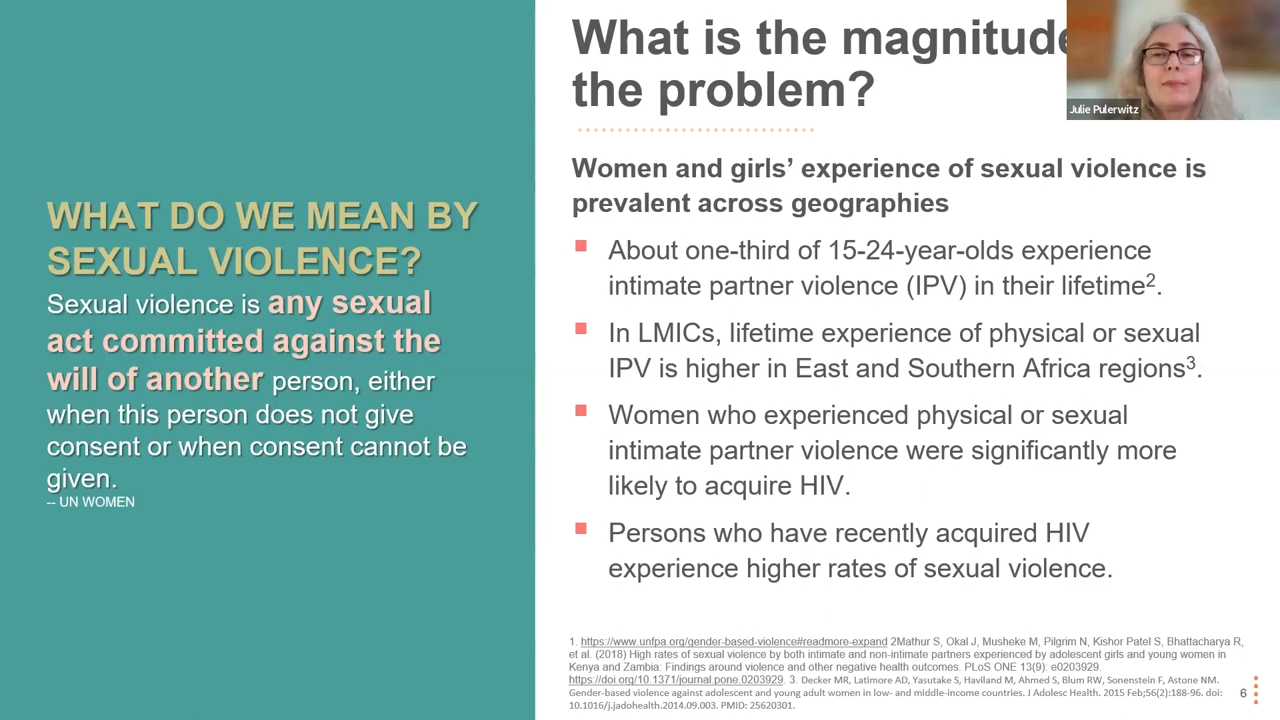 WHAT DO WE MEAN BY
SEXUAL VIOLENCE?
Sexual violence is any sexual
act committed against the
will of another person, either
when this person does not give
consent or when consent cannot be
given.
-- UN WOMEN
What is the magnitude
the problem?
Julie Pulerwitz
Women and girls’ experience of sexual violence is
prevalent across geographies
About one-third of 15-24-year-olds experience
intimate partner violence (IPV) in their lifetime2.
In LMICs, lifetime experience of physical or sexual
IPV is higher in East and Southern Africa regions3.
Women who experienced physical or sexual
intimate partner violence were significantly more
likely to acquire HIV.
Persons who have recently acquired HIV
experience higher rates of sexual violence.
1. https://www.unfpa.org/gender-based-violence#readmore-expand 2Mathur S, Okal J, Musheke M, Pilgrim N, Kishor Patel S, Bhattacharya R,
et al. (2018) High rates of sexual violence by both intimate and non-intimate partners experienced by adolescent girls and young women in
Kenya and Zambia: Findings around violence and other negative health outcomes. PLoS ONE 13(9): e0203929.
https://doi.org/10.1371/journal.pone.0203929. 3. Decker MR, Latimore AD, Yasutake S, Haviland M, Ahmed S, Blum RW, Sonenstein F, Astone NM.
Gender-based violence against adolescent and young adult women in low- and middle-income countries. J Adolesc Health. 2015 Feb;56(2):188-96. doi:
10.1016/j.jadohealth.2014.09.003. PMID: 25620301.
6